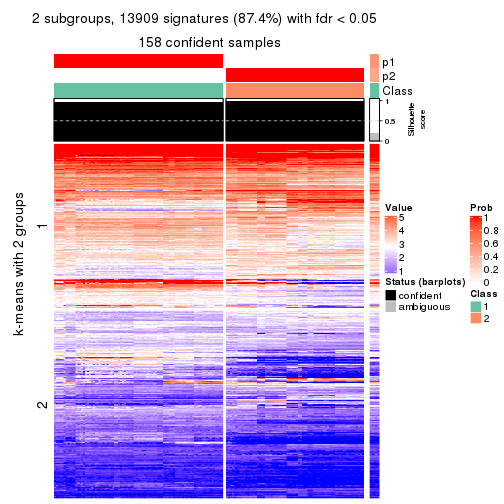 2 subgroups, 13909 signatures (87.4%) with fdr < 0.05
158 confident samples
p1
p2
Class
1
0.5
0
Silhouette
score
k-means with 2 groups
1
2
Value
5
4
3
2
1
Status (barplots)
confident
ambiguous
Prob
1
0.8
0.6
0.4
0.2
0
Class
1
2